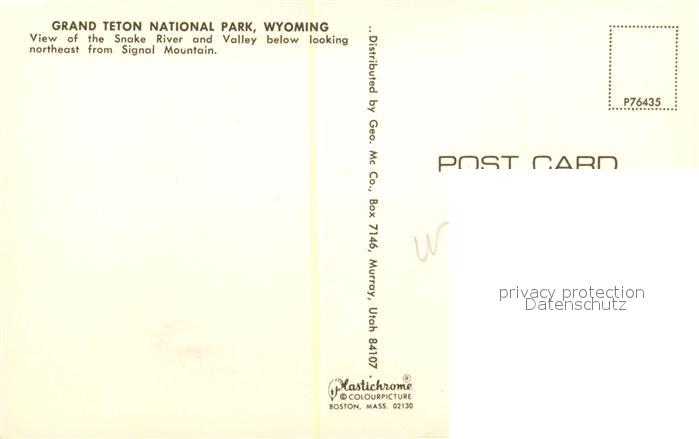 GRAND TETON NATIONAL PARK, WYOMING
View of the Snake River and Valley below looking
northeast from Signal Mountain.
..Distributed by Geo. Mc Co., Box 7146, Murray, Utah 84107.
P76435
POST CARD
W
privacy protection
Datenschutz
Plastichrome®
© COLOURPICTURE
BOSTON, MASS. 02130